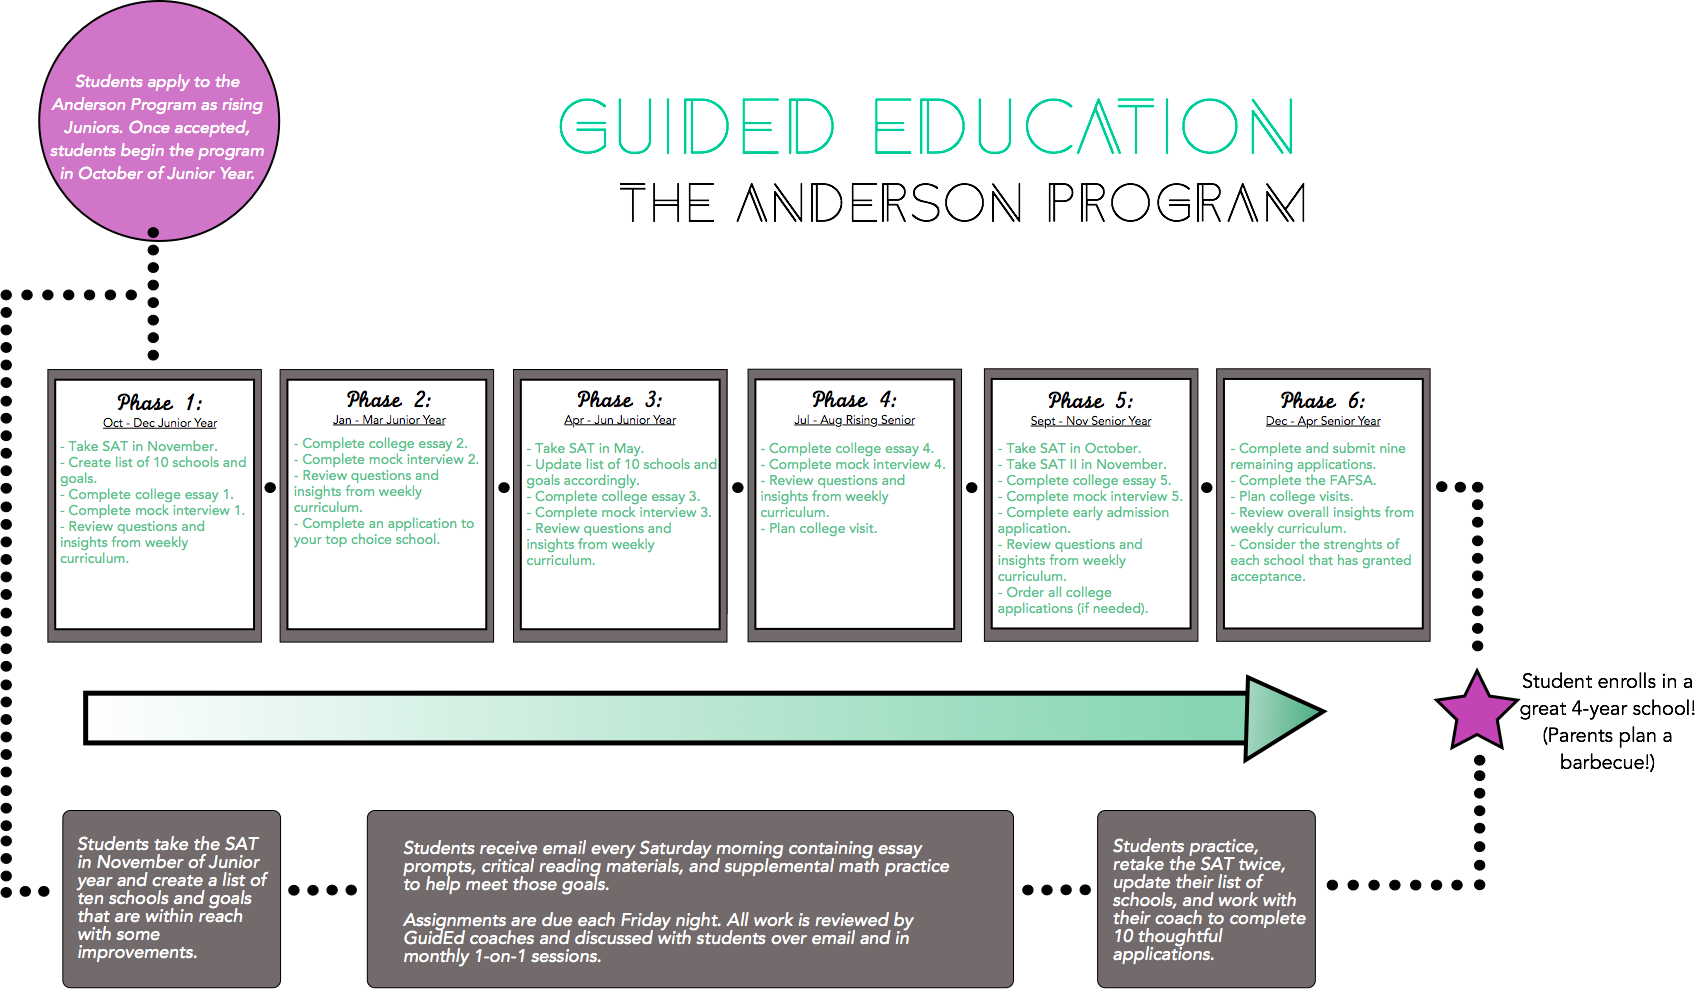 Students apply to the
Anderson Program as rising
Juniors. Once accepted,
students begin the program
in October of Junior Year.
GUIDED EDUCATION
THE ANDERSON PROGRAM
Phase 1:
Oct - Dec Junior Year
- Take SAT in November.
- Create list of 10 schools and
goals.
- Complete college essay 1.
- Complete mock interview 1.
- Review questions and
insights from weekly
curriculum.
Phase 2:
Jan - Mar Junior Year
- Complete college essay 2.
- Complete mock interview 2.
- Review questions and
insights from weekly
curriculum.
- Complete an application to
your top choice school.
Phase 3:
Apr - Jun Junior Year
- Take SAT in May.
- Update list of 10 schools and
goals accordingly.
- Complete college essay 3.
- Complete mock interview 3.
- Review questions and
insights from weekly
curriculum.
Phase 4:
Jul - Aug Rising Senior
- Complete college essay 4.
- Complete mock interview 4.
- Review questions and
insights from weekly
curriculum.
- Plan college visit.
Phase 5:
Sept - Nov Senior Year
- Take SAT in October.
- Take SAT II in November.
- Complete college essay 5.
- Complete mock interview 5.
- Complete early admission
application.
- Review questions and
insights from weekly
curriculum.
- Order all college
applications (if needed).
Phase 6:
Dec - Apr Senior Year
- Complete and submit nine
remaining applications.
- Complete the FAFSA.
- Plan college visits.
- Review overall insights from
weekly curriculum.
- Consider the strenghts of
each school that has granted
acceptance.
Student enrolls in a
great 4-year school!
(Parents plan a
barbecue!)
Students take the SAT
in November of Junior
year and create a list of
ten schools and goals
that are within reach
with some
improvements.
Students receive email every Saturday morning containing essay
prompts, critical reading materials, and supplemental math practice
to help meet those goals.
Assignments are due each Friday night. All work is reviewed by
GuidEd coaches and discussed with students over email and in
monthly 1-on-1 sessions.
Students practice,
retake the SAT twice,
update their list of
schools, and work with
their coach to complete
10 thoughtful
applications.